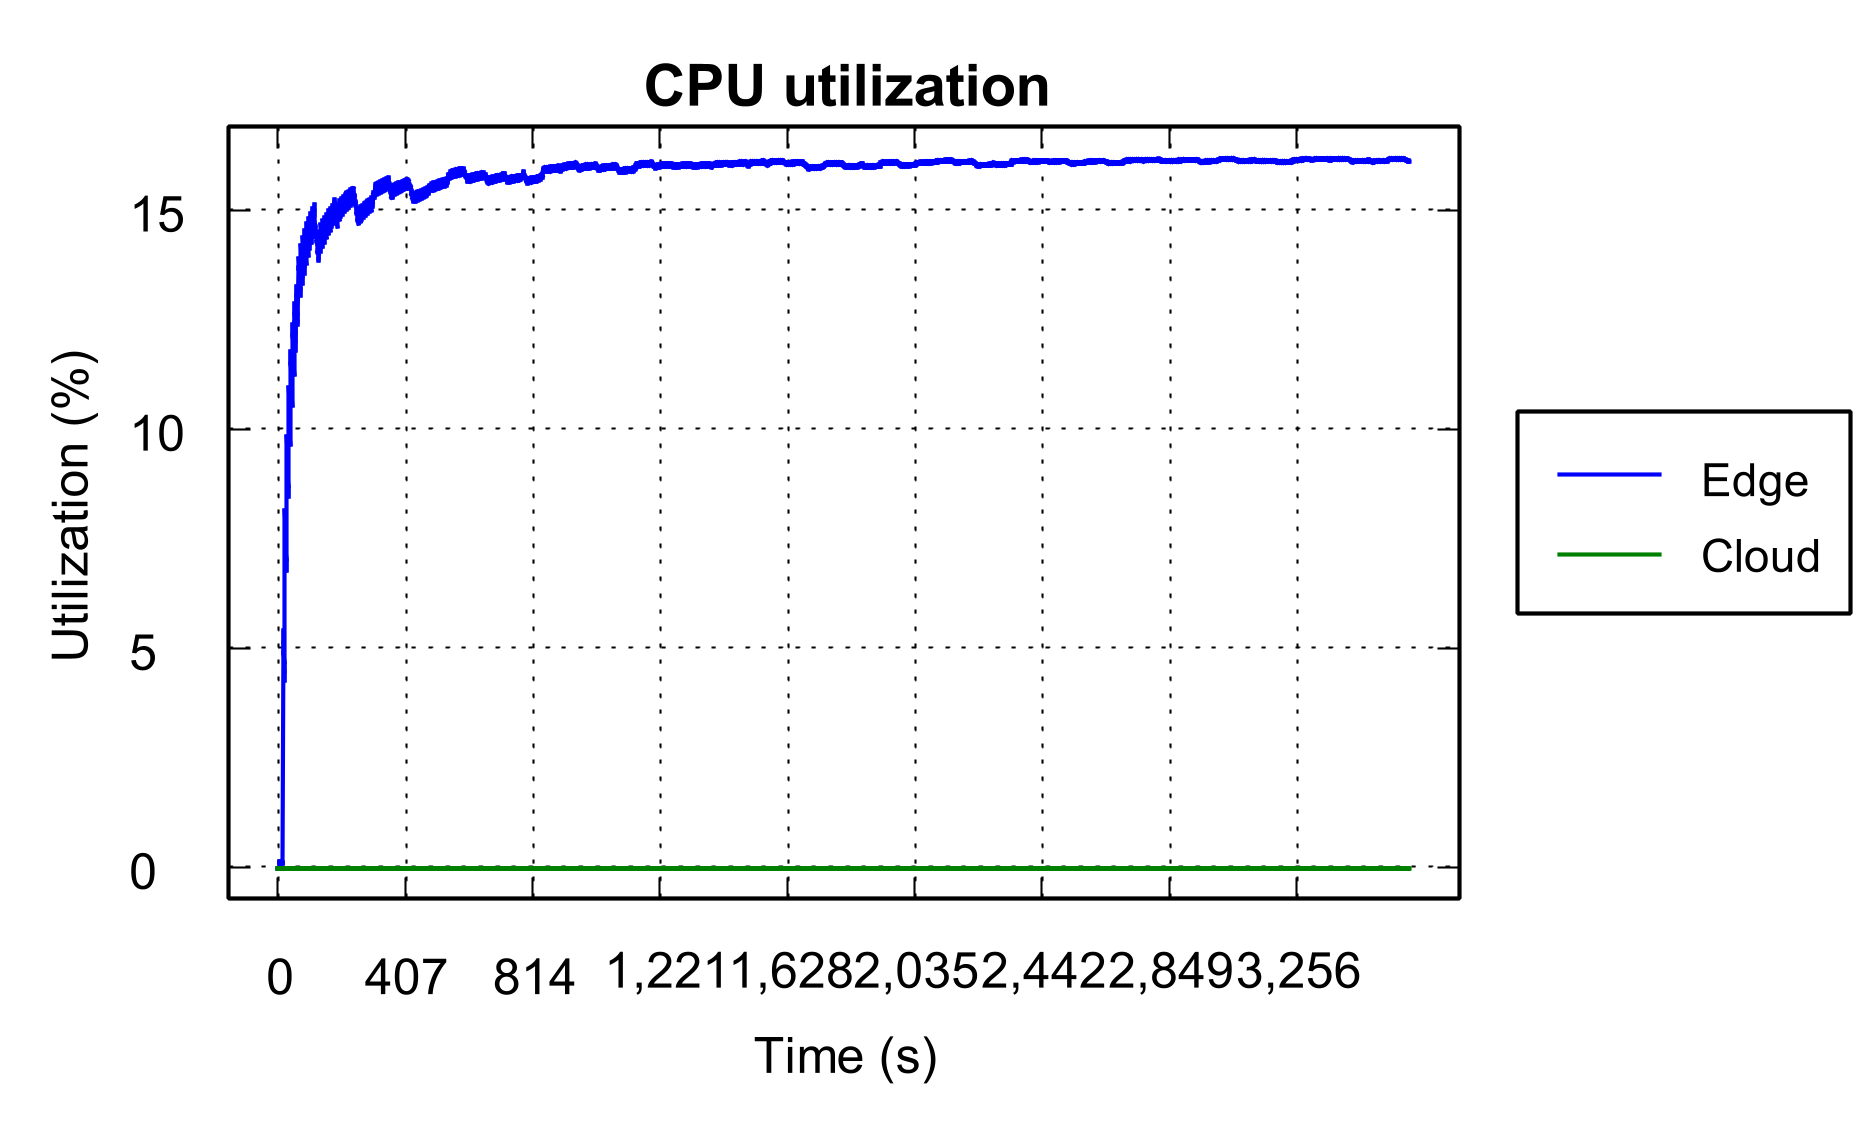 CPU utilization
15
10
5
0
Utilization (%)
0 407 814 1,2211,6282,0352,4422,8493,256
Time (s)
Edge
Cloud